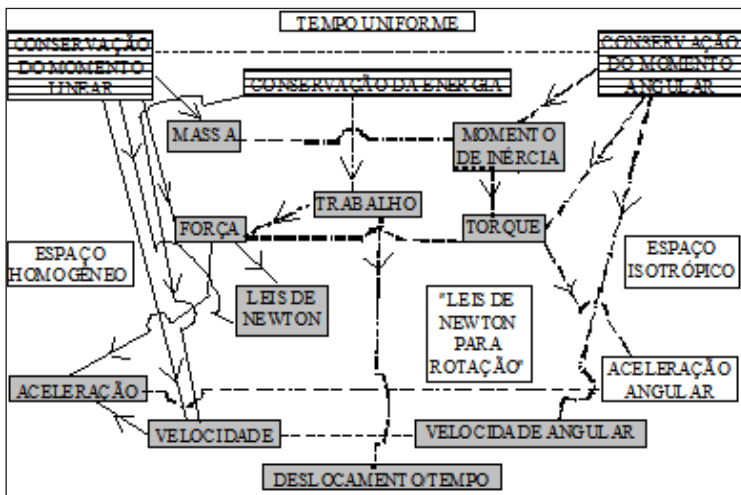 TEMPO UNIFORME
CONSERVAÇÃO
DO MOMENTO
LINEAR
CONSERVAÇÃO DA ENERGIA
CONSERVAÇÃO
DO MOMENTO
ANGULAR
MASSA
MOMENTO
DE INÉRCIA
TRABALHO
FORÇA
TORQUE
ESPAÇO
HOMOGÊNEO
ESPAÇO
ISOTRÓPICO
LEIS DE
NEWTON
"LEIS DE
NEWTON
PARA
ROTAÇÃO"
ACELERAÇÃO
ACELERAÇÃO
ANGULAR
VELOCIDADE
VELOCIDADE ANGULAR
DESLOCAMENTO/TEMPO